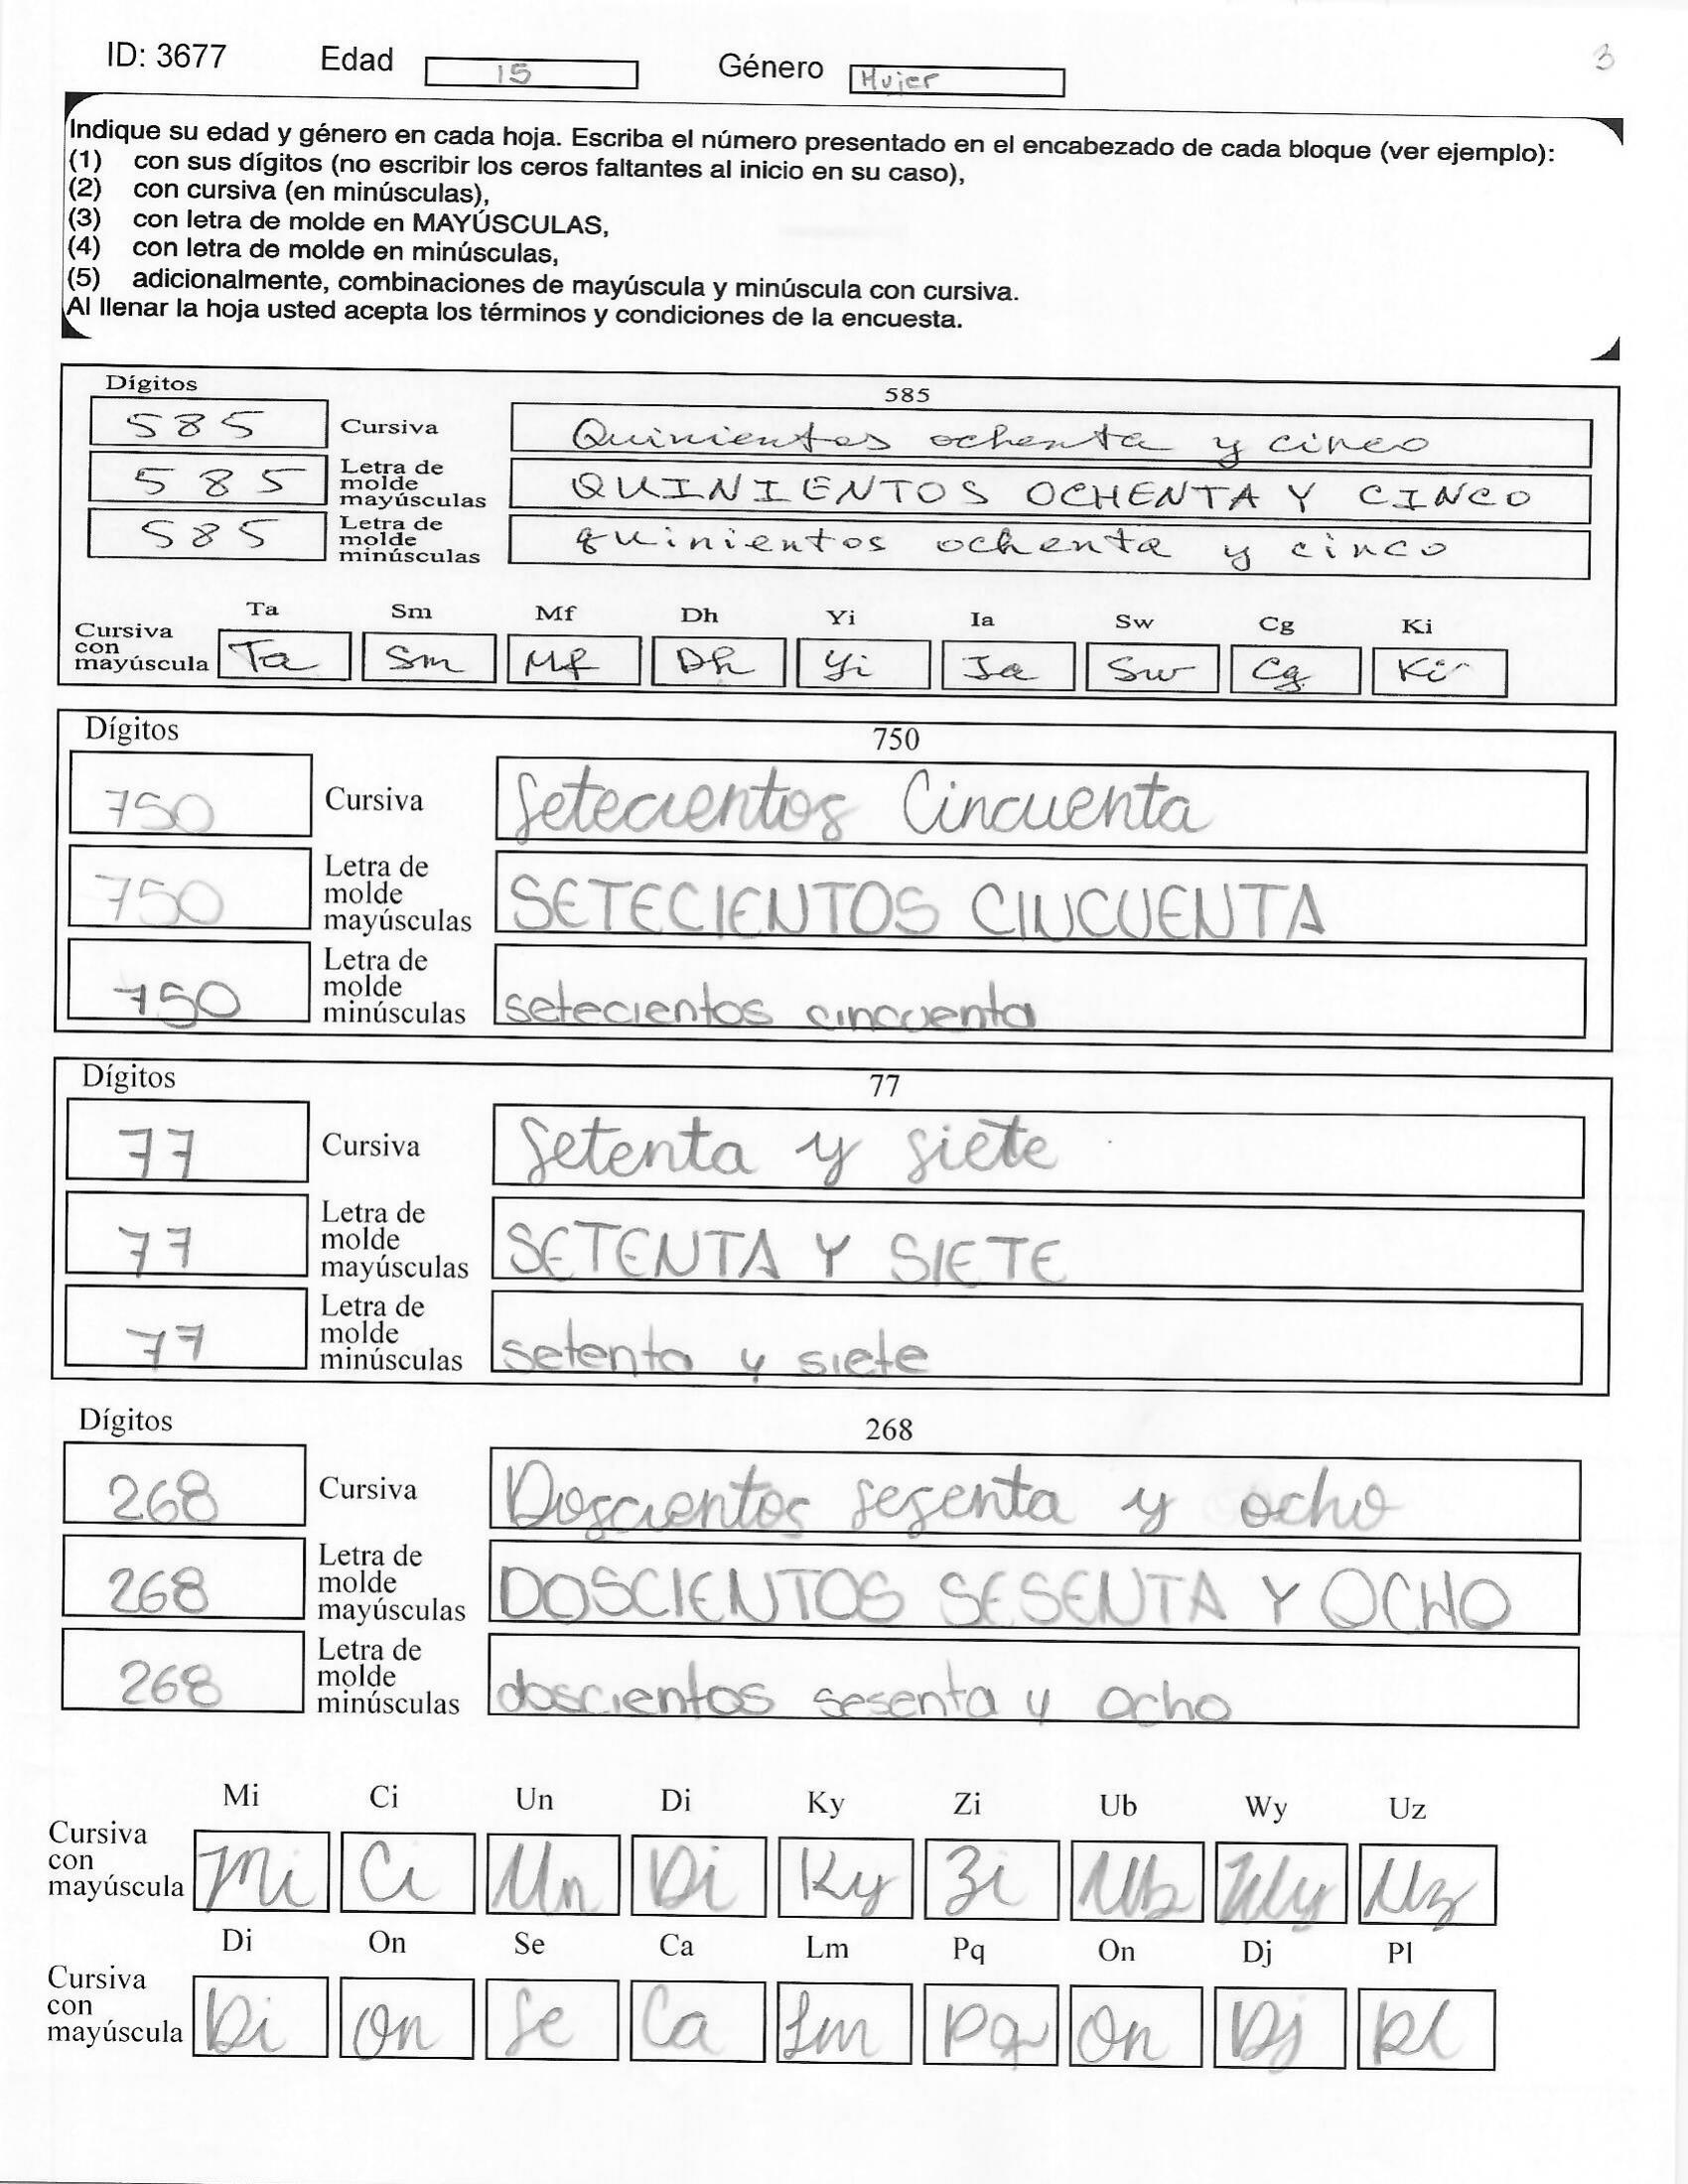 ID: 3677 Edad 15 Género Mujer 3
Indique su edad y género en cada hoja. Escriba el número presentado en el encabezado de cada bloque (ver ejemplo):
(1) con sus dígitos (no escribir los ceros faltantes al inicio en su caso),
(2) con cursiva (en minúsculas),
(3) con letra de molde en MAYÚSCULAS,
(4) con letra de molde en minúsculas,
(5) adicionalmente, combinaciones de mayúscula y minúscula con cursiva.
Al llenar la hoja usted acepta los términos y condiciones de la encuesta.
Dígitos 585
585 Cursiva Quinientos ochenta y cinco
585 Letra de molde mayúsculas QUINIENTOS OCHENTA Y CINCO
585 Letra de molde minúsculas quinientos ochenta y cinco
Ta Sm Mf Dh Yi Ia Sw Cg Ki
Cursiva con mayúscula Ta Sm Mf Dh Yi Ia Sw Cg Ki
Dígitos 750
750 Cursiva Setecientos Cincuenta
750 Letra de molde mayúsculas SETECIENTOS CINCUENTA
750 Letra de molde minúsculas setecientos cincuenta
Dígitos 77
77 Cursiva Setenta y siete
77 Letra de molde mayúsculas SETENTA Y SIETE
77 Letra de molde minúsculas setenta y siete
Dígitos 268
268 Cursiva Doscientos sesenta y ocho
268 Letra de molde mayúsculas DOSCIENTOS SESENTA Y OCHO
268 Letra de molde minúsculas doscientos sesenta y ocho
Mi Ci Un Di Ky Zi Ub Wy Uz
Cursiva con mayúscula Mi Ci Un Di Ky Zi Ub Wy Uz
Di On Se Ca Lm Pq On Dj Pl
Cursiva con mayúscula Di On Se Ca Lm Pq On Dj Pl